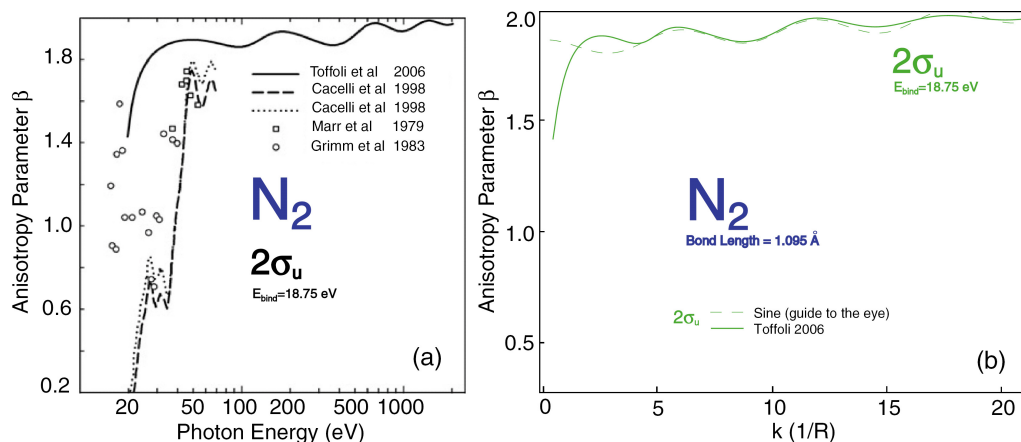 Anisotropy Parameter β
1.8
1.4
1.0
0.6
0.2
Toffoli et al 2006
Cacelli et al 1998
Cacelli et al 1998
Marr et al 1979
Grimm et al 1983
N₂
2σᵤ
E_bind=18.75 eV
(a)
20 50 100 200 500 1000
Photon Energy (eV)
Anisotropy Parameter β
2.0
1.5
1.0
0.5
2σᵤ
E_bind=18.75 eV
N₂
Bond Length = 1.095 Å
2σᵤ
Sine (guide to the eye)
Toffoli 2006
(b)
0 5 10 15 20
k (1/R)